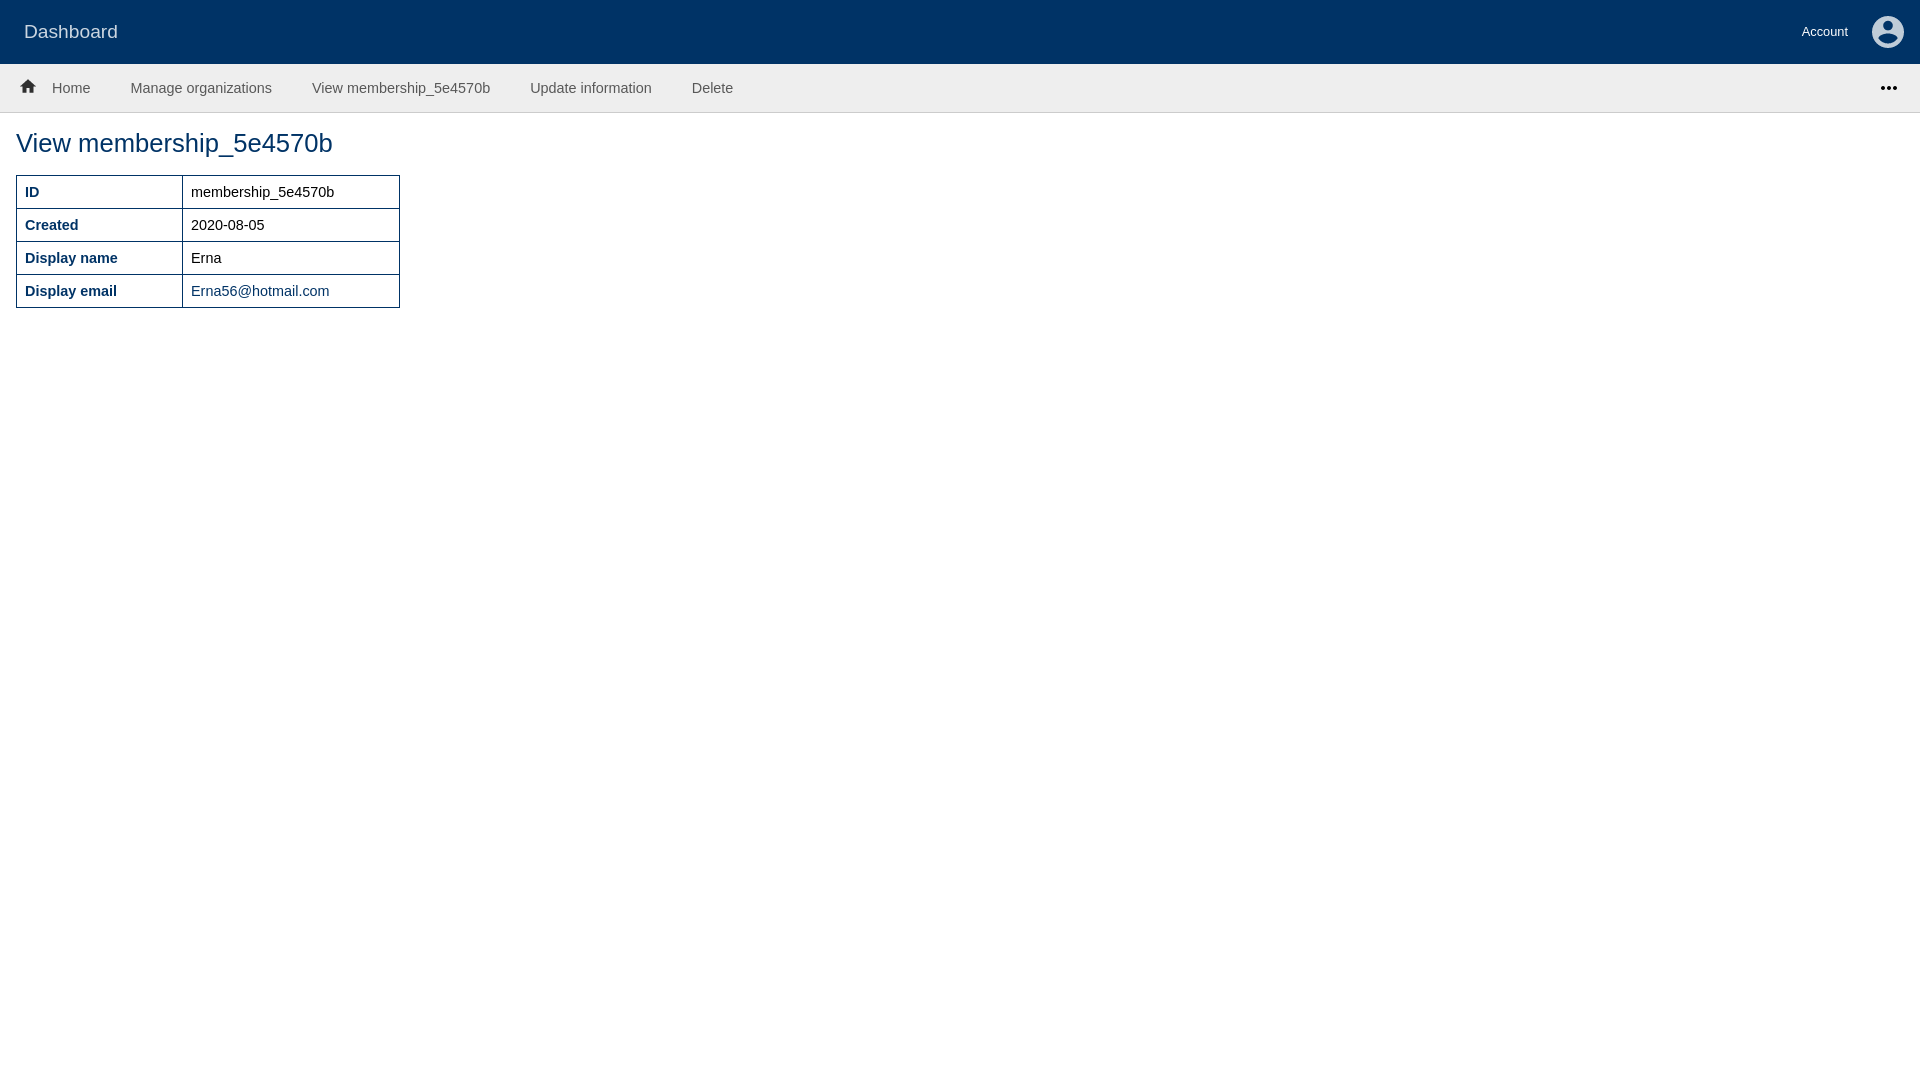 Dashboard
Account
Home Manage organizations View membership_5e4570b Update information Delete
View membership_5e4570b
ID membership_5e4570b
Created 2020-08-05
Display name Erna
Display email Erna56@hotmail.com